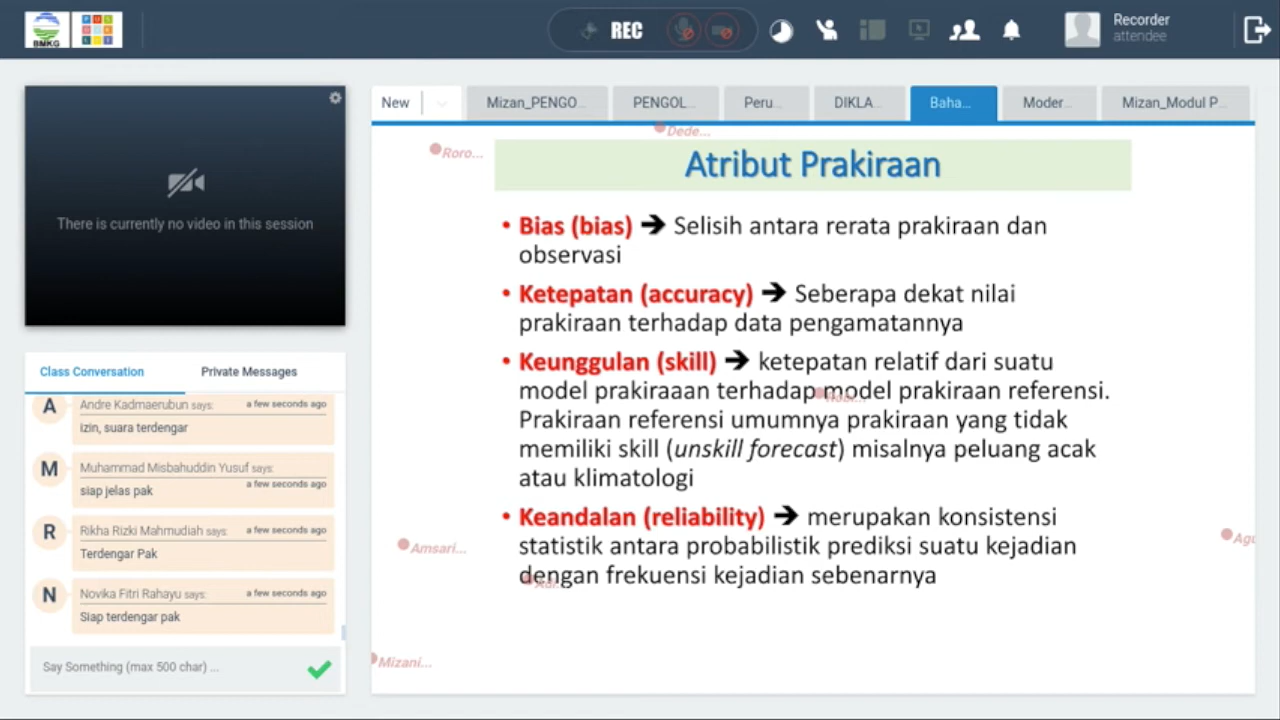 BMKG
REC
Recorder
attendee
There is currently no video in this session
Class Conversation
Private Messages
A
Andre Kadmaerubun says:
a few seconds ago
izin, suara terdengar
M
Muhammad Misbahuddin Yusuf says:
a few seconds ago
siap jelas pak
R
Rikha Rizki Mahmudiah says:
a few seconds ago
Terdengar Pak
N
Novika Fitri Rahayu says:
a few seconds ago
Siap terdengar pak
Say Something (max 500 char) ...
New
Mizan_PENGO...
PENGOL...
Peru...
DIKLA...
Baha...
Moder...
Mizan_Modul P...
Dede...
Roro...
Atribut Prakiraan
• Bias (bias) ➔ Selisih antara rerata prakiraan dan
observasi
• Ketepatan (accuracy) ➔ Seberapa dekat nilai
prakiraan terhadap data pengamatannya
• Keunggulan (skill) ➔ ketepatan relatif dari suatu
model prakiraaan terhadap model prakiraan referensi.
Prakiraan referensi umumnya prakiraan yang tidak
memiliki skill (unskill forecast) misalnya peluang acak
atau klimatologi
• Keandalan (reliability) ➔ merupakan konsistensi
statistik antara probabilistik prediksi suatu kejadian
dengan frekuensi kejadian sebenarnya
Amsari...
Mizani...